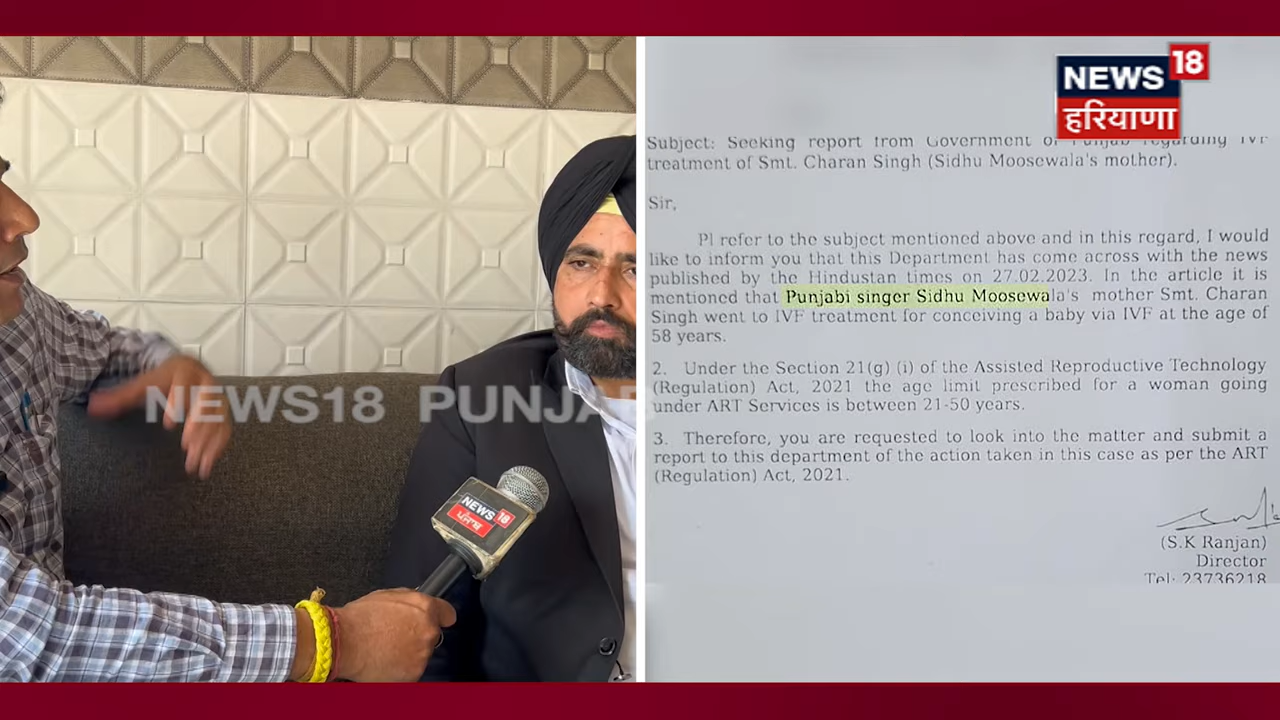 NEWS 18
हरियाणा
NEWS18 PUNJAB
NEWS 18
ਪੰਜਾਬ
Subject: Seeking report from Government of Punjab regarding IVF
treatment of Smt. Charan Singh (Sidhu Moosewala's mother).
Sir,
Pl refer to the subject mentioned above and in this regard, I would
like to inform you that this Department has come across with the news
published by the Hindustan times on 27.02.2023. In the article it is
mentioned that Punjabi singer Sidhu Moosewala's mother Smt. Charan
Singh went to IVF treatment for conceiving a baby via IVF at the age of
58 years.
2. Under the Section 21(g) (i) of the Assisted Reproductive Technology
(Regulation) Act, 2021 the age limit prescribed for a woman going
under ART Services is between 21-50 years.
3. Therefore, you are requested to look into the matter and submit a
report to this department of the action taken in this case as per the ART
(Regulation) Act, 2021.
(S.K Ranjan)
Director
Tel: 23736218